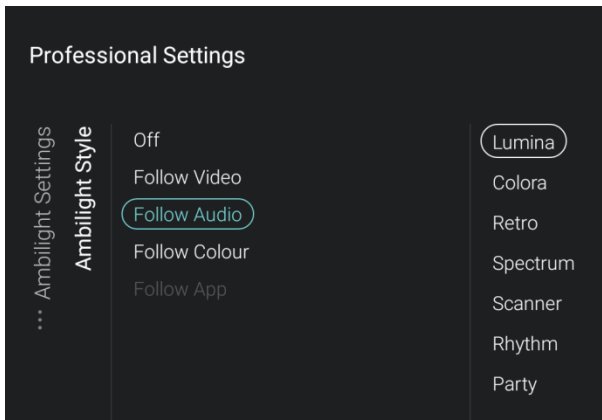 Professional Settings
... Ambilight Settings
Ambilight Style
Off
Follow Video
Follow Audio
Follow Colour
Follow App
Lumina
Colora
Retro
Spectrum
Scanner
Rhythm
Party